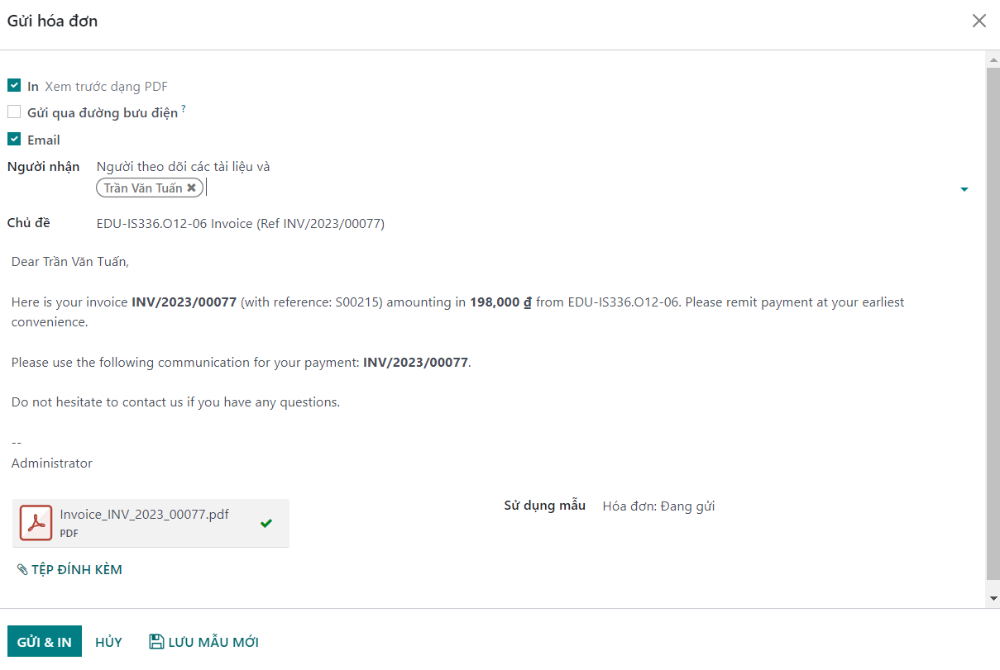 Gửi hóa đơn
In Xem trước dạng PDF
Gửi qua đường bưu điện ?
Email
Người nhận Người theo dõi các tài liệu và
Trần Văn Tuấn ✖
Chủ đề EDU-IS336.O12-06 Invoice (Ref INV/2023/00077)
Dear Trần Văn Tuấn,
Here is your invoice INV/2023/00077 (with reference: S00215) amounting in 198,000 ₫ from EDU-IS336.O12-06. Please remit payment at your earliest
convenience.
Please use the following communication for your payment: INV/2023/00077.
Do not hesitate to contact us if you have any questions.
--
Administrator
Invoice_INV_2023_00077.pdf
PDF
Sử dụng mẫu Hóa đơn: Đang gửi
TỆP ĐÍNH KÈM
GỬI & IN HỦY LƯU MẪU MỚI